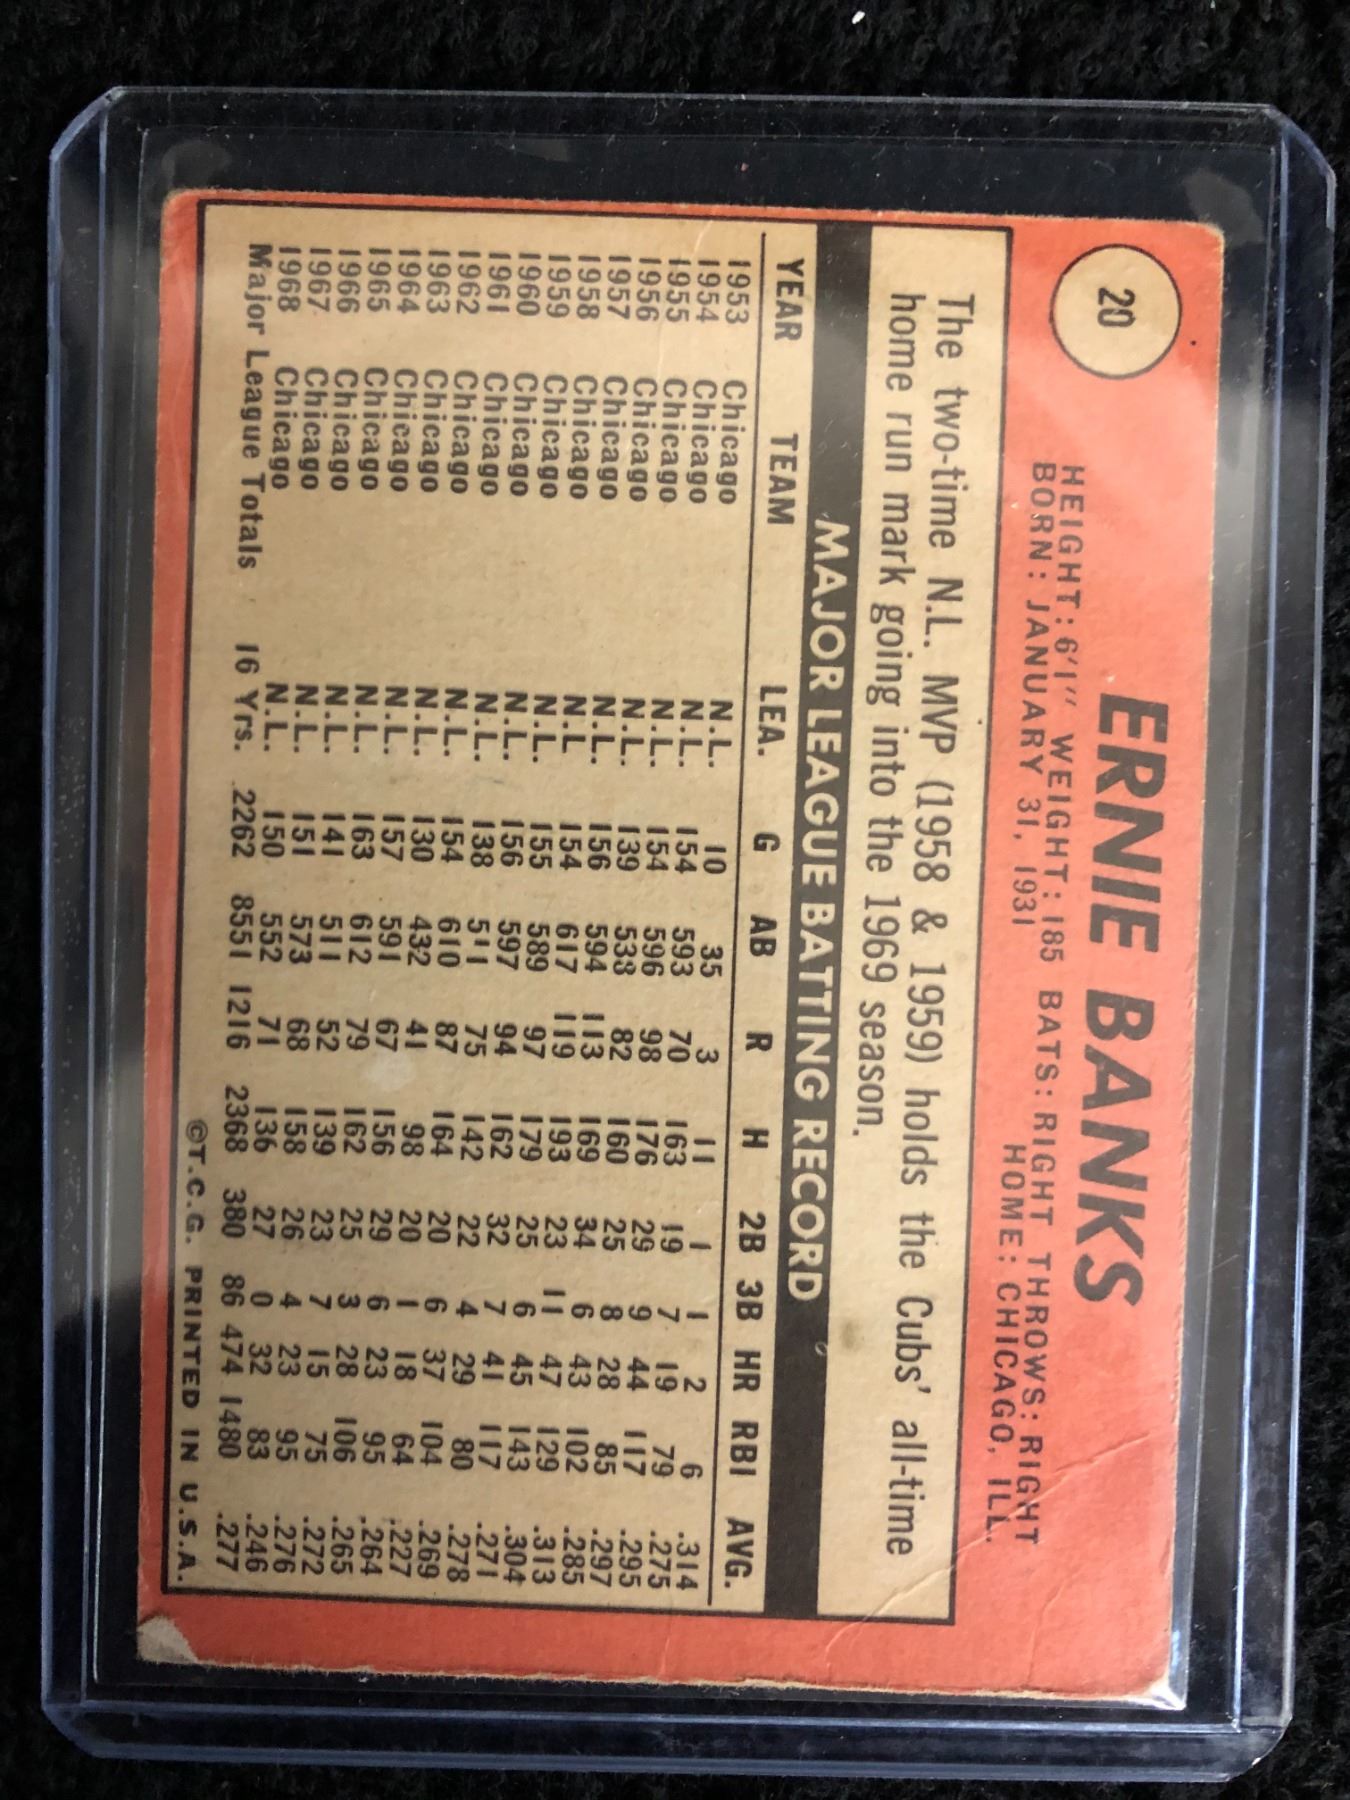 20
ERNIE BANKS
HEIGHT: 6'1" WEIGHT: 185 BATS: RIGHT THROWS: RIGHT
BORN: JANUARY 31, 1931 HOME: CHICAGO, ILL.
The two-time N.L. MVP (1958 & 1959) holds the Cubs' all-time
home run mark going into the 1969 season.
MAJOR LEAGUE BATTING RECORD
YEAR TEAM LEA. G AB R H 2B 3B HR RBI AVG.
1953 Chicago N.L. 10 35 3 11 1 1 2 6 .314
1954 Chicago N.L. 154 593 70 163 19 7 19 79 .275
1955 Chicago N.L. 154 596 98 176 29 9 44 117 .295
1956 Chicago N.L. 139 538 82 160 25 8 28 85 .297
1957 Chicago N.L. 156 594 113 169 34 6 43 102 .285
1958 Chicago N.L 154 617 119 193 23 11 47 129 .313
1959 Chicago N.L. 155 589 97 179 25 6 45 143 .304
1960 Chicago N.L. 156 597 94 162 32 7 41 117 .271
1961 Chicago N.L. 138 511 75 142 22 4 29 80 .278
1962 Chicago N.L. 154 610 87 164 20 6 37 104 .269
1963 Chicago N.L. 130 432 41 98 20 1 18 64 .227
1964 Chicago N.L. 157 591 67 156 29 6 23 95 .264
1965 Chicago N.L. 163 612 79 162 25 3 28 106 .265
1966 Chicago N.L. 141 511 52 139 23 7 15 75 .272
1967 Chicago N.L. 151 573 68 158 26 4 23 95 .276
1968 Chicago N.L. 150 552 71 136 27 0 32 83 .246
Major League Totals 16 Yrs. 2262 8551 1216 2368 380 86 474 1480 .277
©T.C.G. PRINTED IN U.S.A.